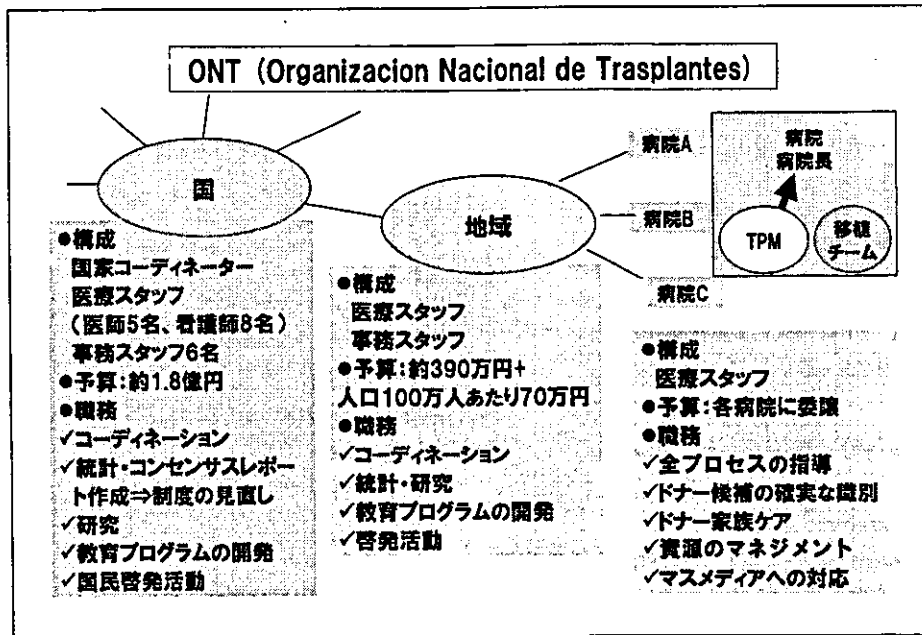 ONT (Organizacion Nacional de Trasplantes)
国
●構成
国家コーディネーター
医療スタッフ
（医師5名、看護師8名）
事務スタッフ6名
●予算：約1.8億円
●職務
✓コーディネーション
✓統計・コンセンサスレポー
ト作成⇒制度の見直し
✓研究
✓教育プログラムの開発
✓国民啓発活動
地域
●構成
医療スタッフ
事務スタッフ
●予算：約390万円+
人口100万人あたり70万円
●職務
✓コーディネーション
✓統計・研究
✓教育プログラムの開発
✓啓発活動
病院A
病院B
病院C
病院
病院長
TPM
移植
チーム
●構成
医療スタッフ
●予算：各病院に委譲
●職務
✓全プロセスの指導
✓ドナー候補の確実な識別
✓ドナー家族ケア
✓資源のマネジメント
✓マスメディアへの対応